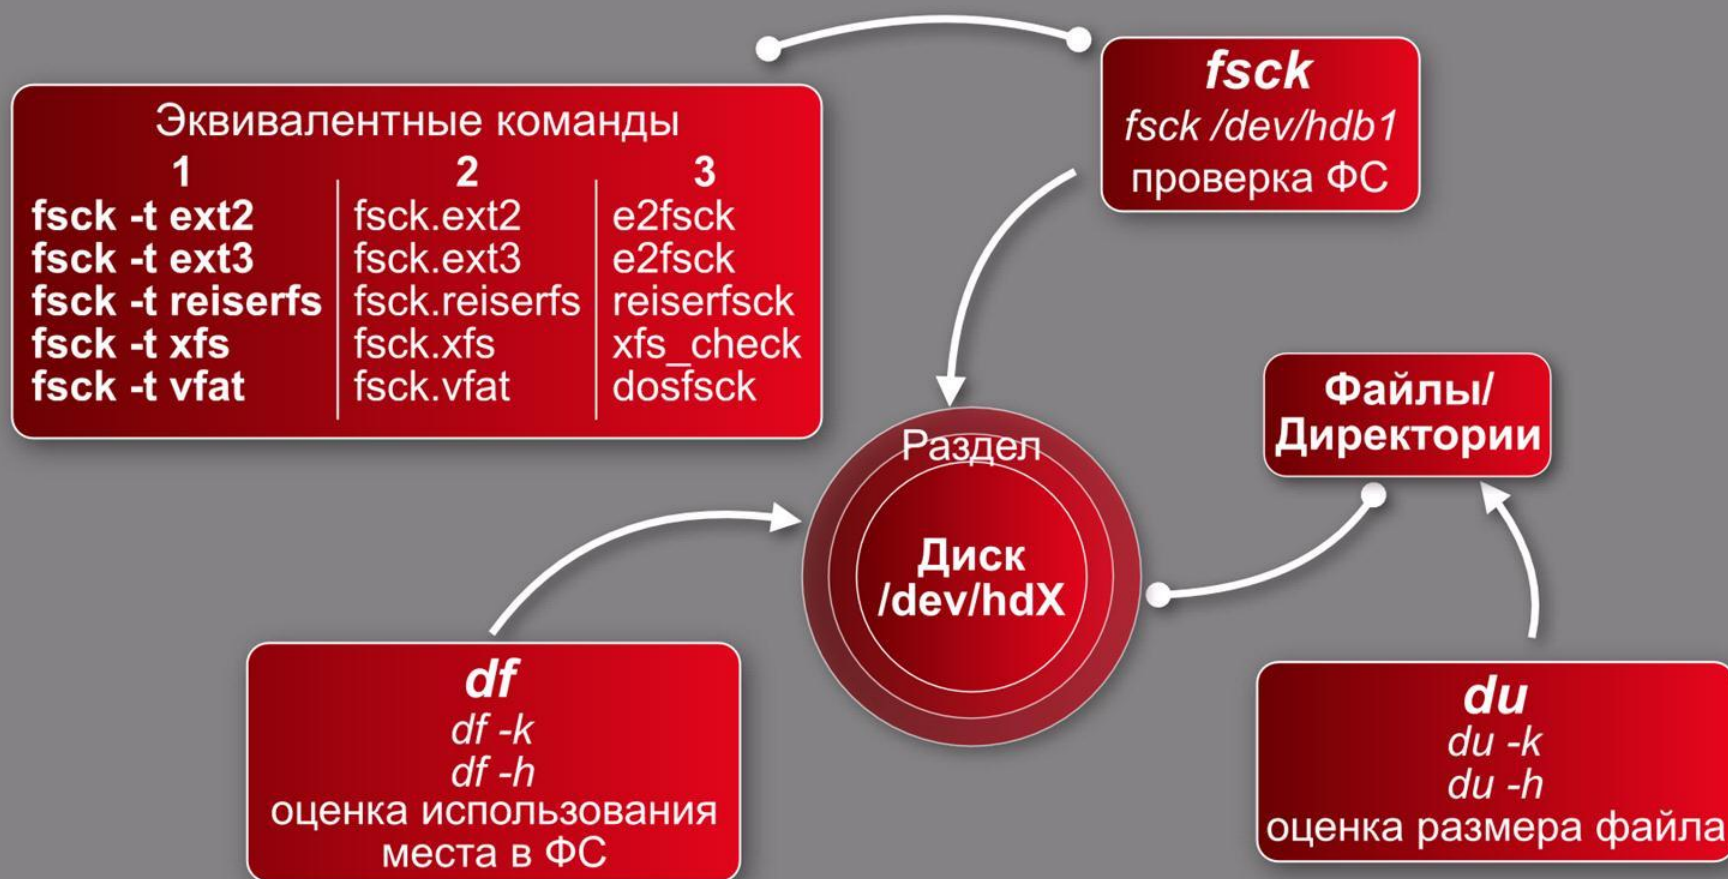 Эквивалентные команды
1 2 3
fsck -t ext2 fsck.ext2 e2fsck
fsck -t ext3 fsck.ext3 e2fsck
fsck -t reiserfs fsck.reiserfs reiserfsck
fsck -t xfs fsck.xfs xfs_check
fsck -t vfat fsck.vfat dosfsck
fsck
fsck /dev/hdb1
проверка ФС
Раздел
Диск
/dev/hdX
Файлы/
Директории
df
df -k
df -h
оценка использования
места в ФС
du
du -k
du -h
оценка размера файла